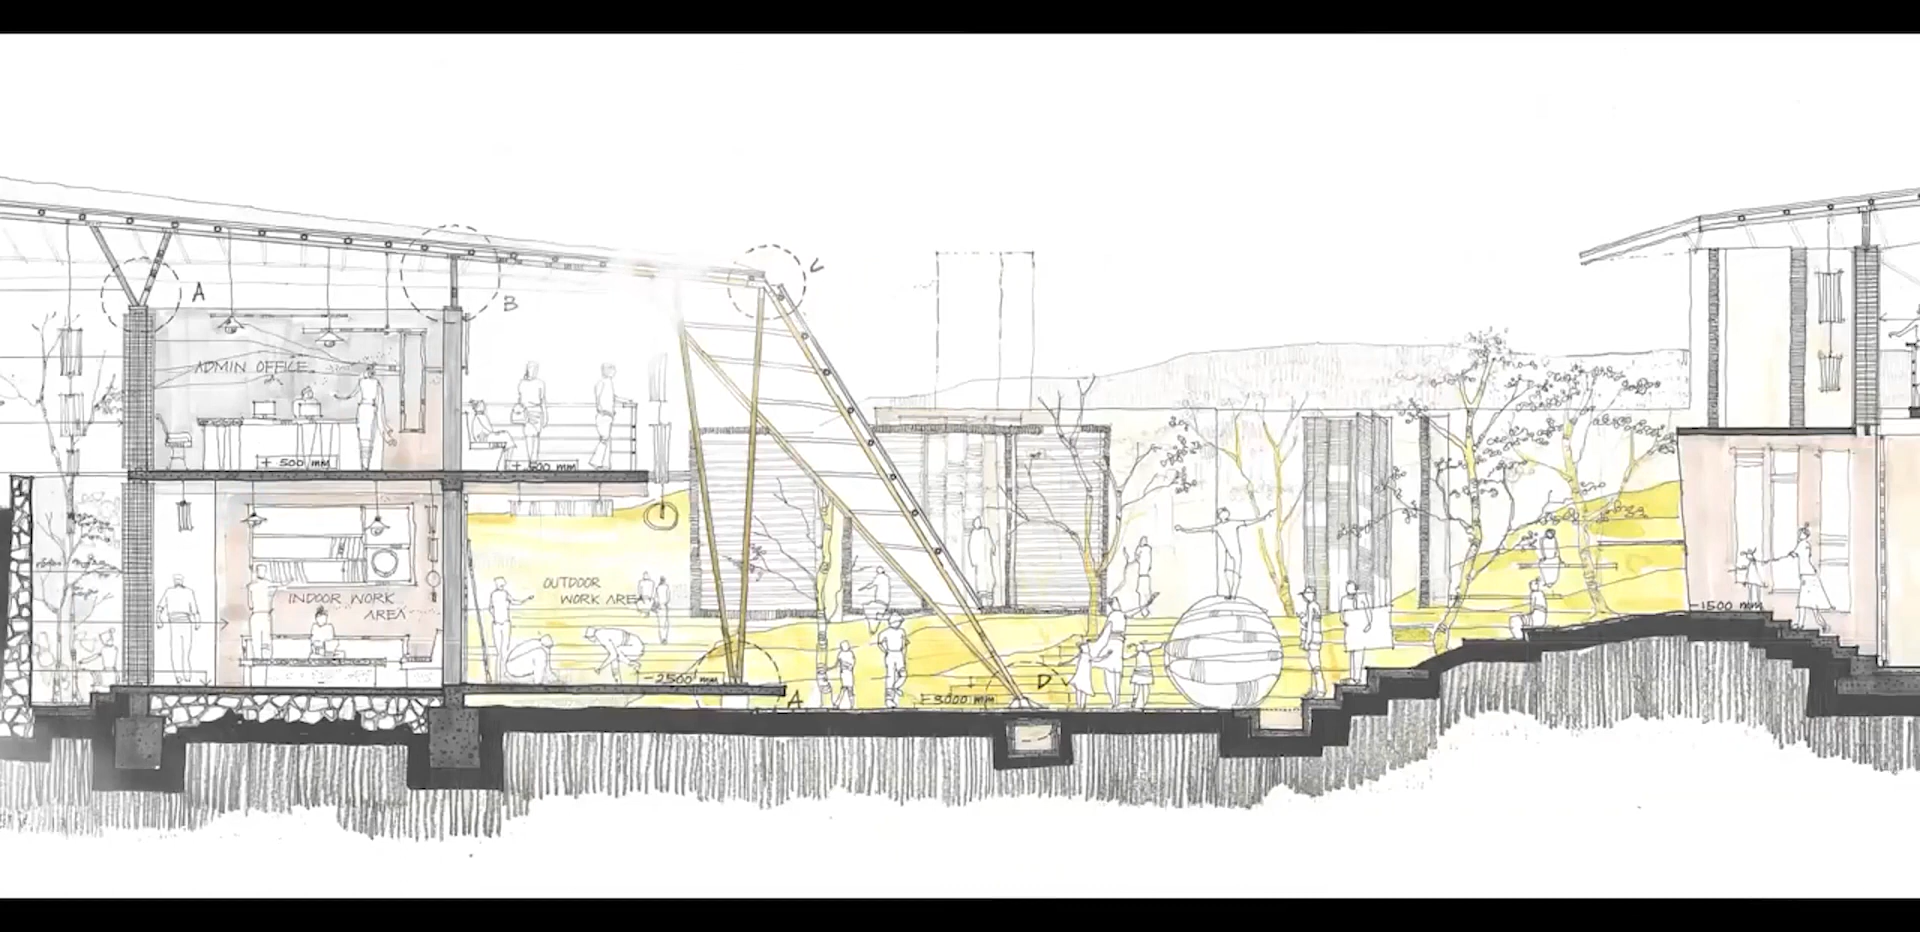 A
B
C
ADMIN OFFICE
+ 500 mm
+ 500 mm
INDOOR WORK
AREA
OUTDOOR
WORK AREA
-2500 mm
A
-3000 mm
D
-1500 mm